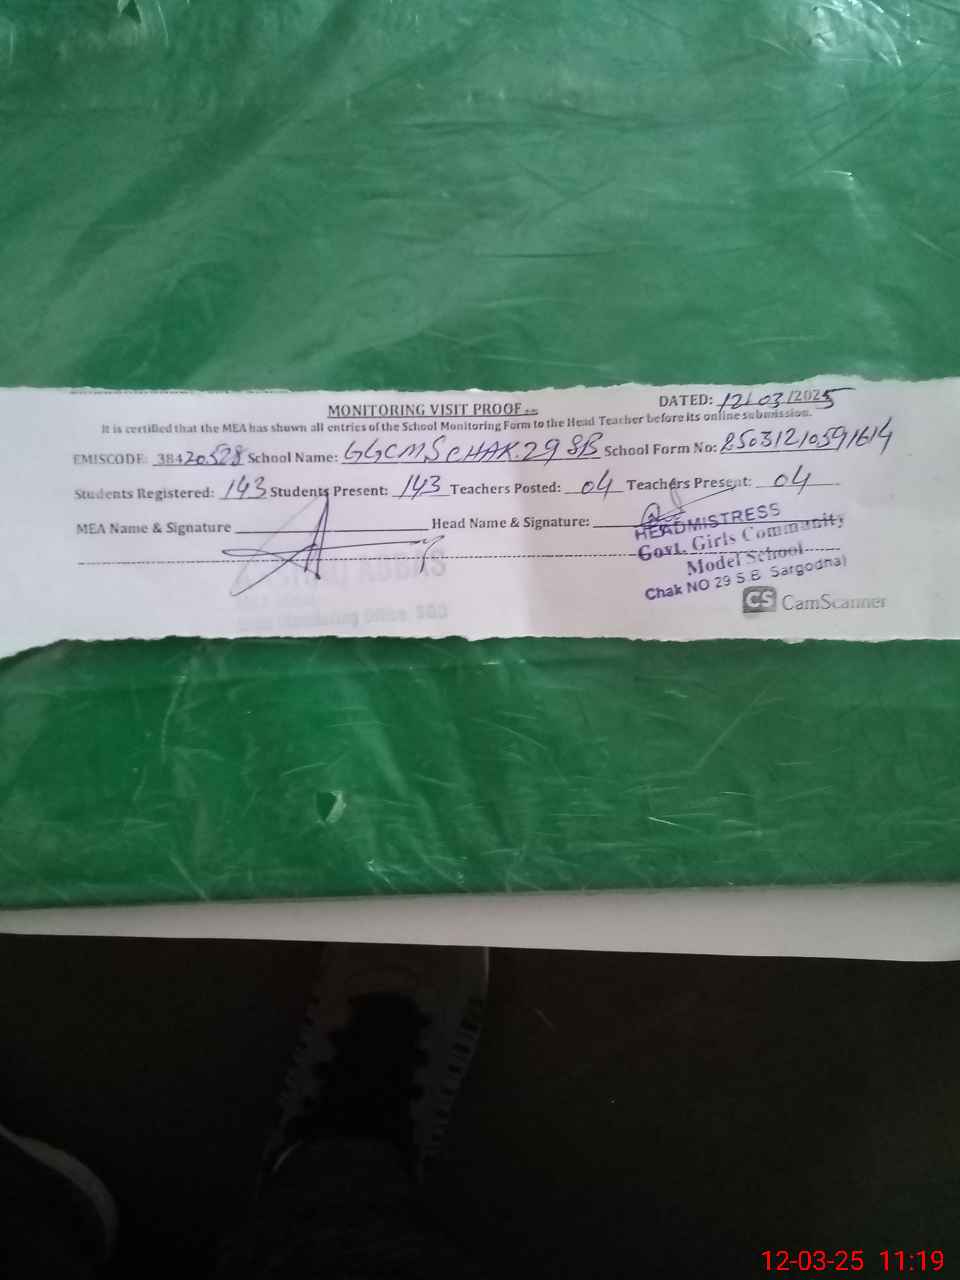 MONITORING VISIT PROOF
DATED: 12/03/2025
It is certified that the MEA has shown all entries of the School Monitoring Form to the Head Teacher before its online submission.
EMISCODE: 38420528 School Name: GGCMS CHAK.29 SB School Form No: 25031210591614
Students Registered: 143 Students Present: 143 Teachers Posted: 04 Teachers Present: 04
MEA Name & Signature Head Name & Signature:
HEADMISTRESS
Govt. Girls Community
Model School
Chak NO 29 S B Sargodha)
ABBAS
Monitoring Officer, SGD
CS CamScanner
12-03-25 11:19